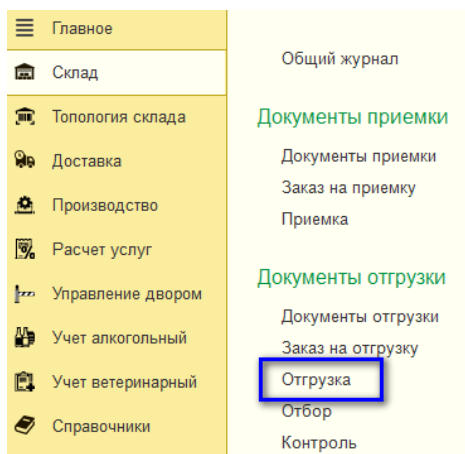 Главное
Склад
Топология склада
Доставка
Производство
Расчет услуг
Управление двором
Учет алкогольный
Учет ветеринарный
Справочники
Общий журнал
Документы приемки
Документы приемки
Заказ на приемку
Приемка
Документы отгрузки
Документы отгрузки
Заказ на отгрузку
Отгрузка
Отбор
Контроль